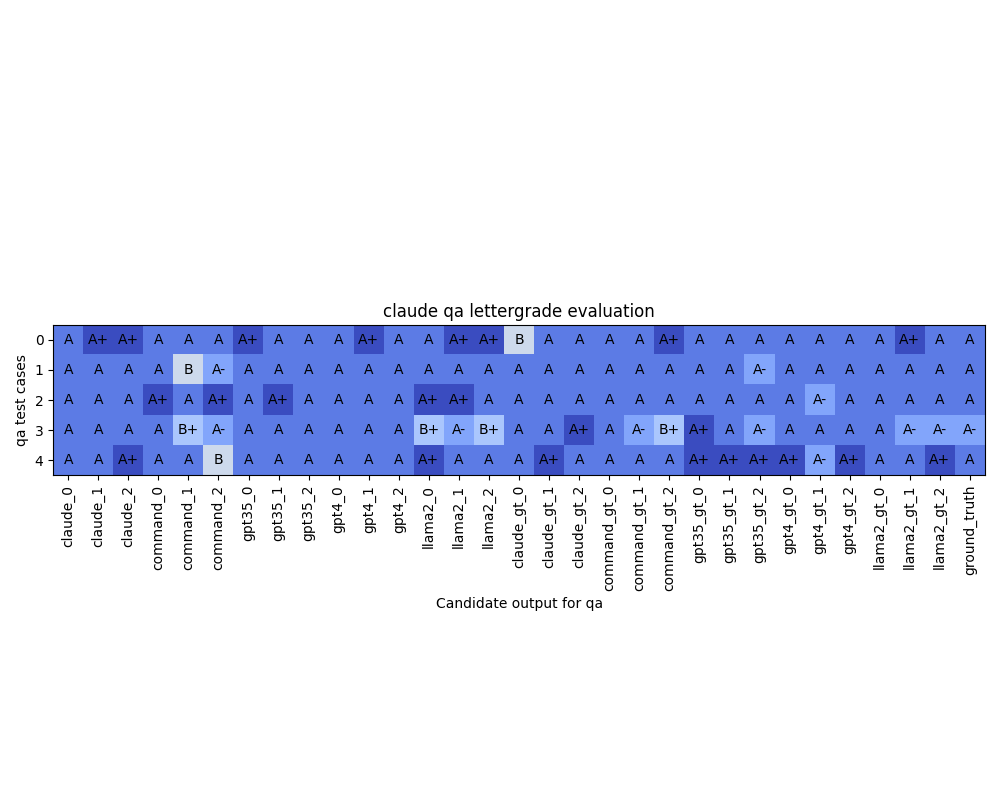 claude qa lettergrade evaluation
qa test cases
0 A A+ A+ A A A A+ A A A A+ A A A+ A+ B A A A A A+ A A A A A A A A+ A A
1 A A A A B A- A A A A A A A A A A A A A A A A A A- A A A A A A A
2 A A A A+ A A+ A A+ A A A A A+ A+ A A A A A A A A A A A A- A A A A A
3 A A A A B+ A- A A A A A A B+ A- B+ A A A+ A A- B+ A+ A A- A A A A A- A- A-
4 A A A+ A A B A A A A A A A+ A A A A+ A A A A A+ A+ A+ A+ A- A+ A A A+ A
claude_0
claude_1
claude_2
command_0
command_1
command_2
gpt35_0
gpt35_1
gpt35_2
gpt4_0
gpt4_1
gpt4_2
llama2_0
llama2_1
llama2_2
claude_gt_0
claude_gt_1
claude_gt_2
command_gt_0
command_gt_1
command_gt_2
gpt35_gt_0
gpt35_gt_1
gpt35_gt_2
gpt4_gt_0
gpt4_gt_1
gpt4_gt_2
llama2_gt_0
llama2_gt_1
llama2_gt_2
ground_truth
Candidate output for qa